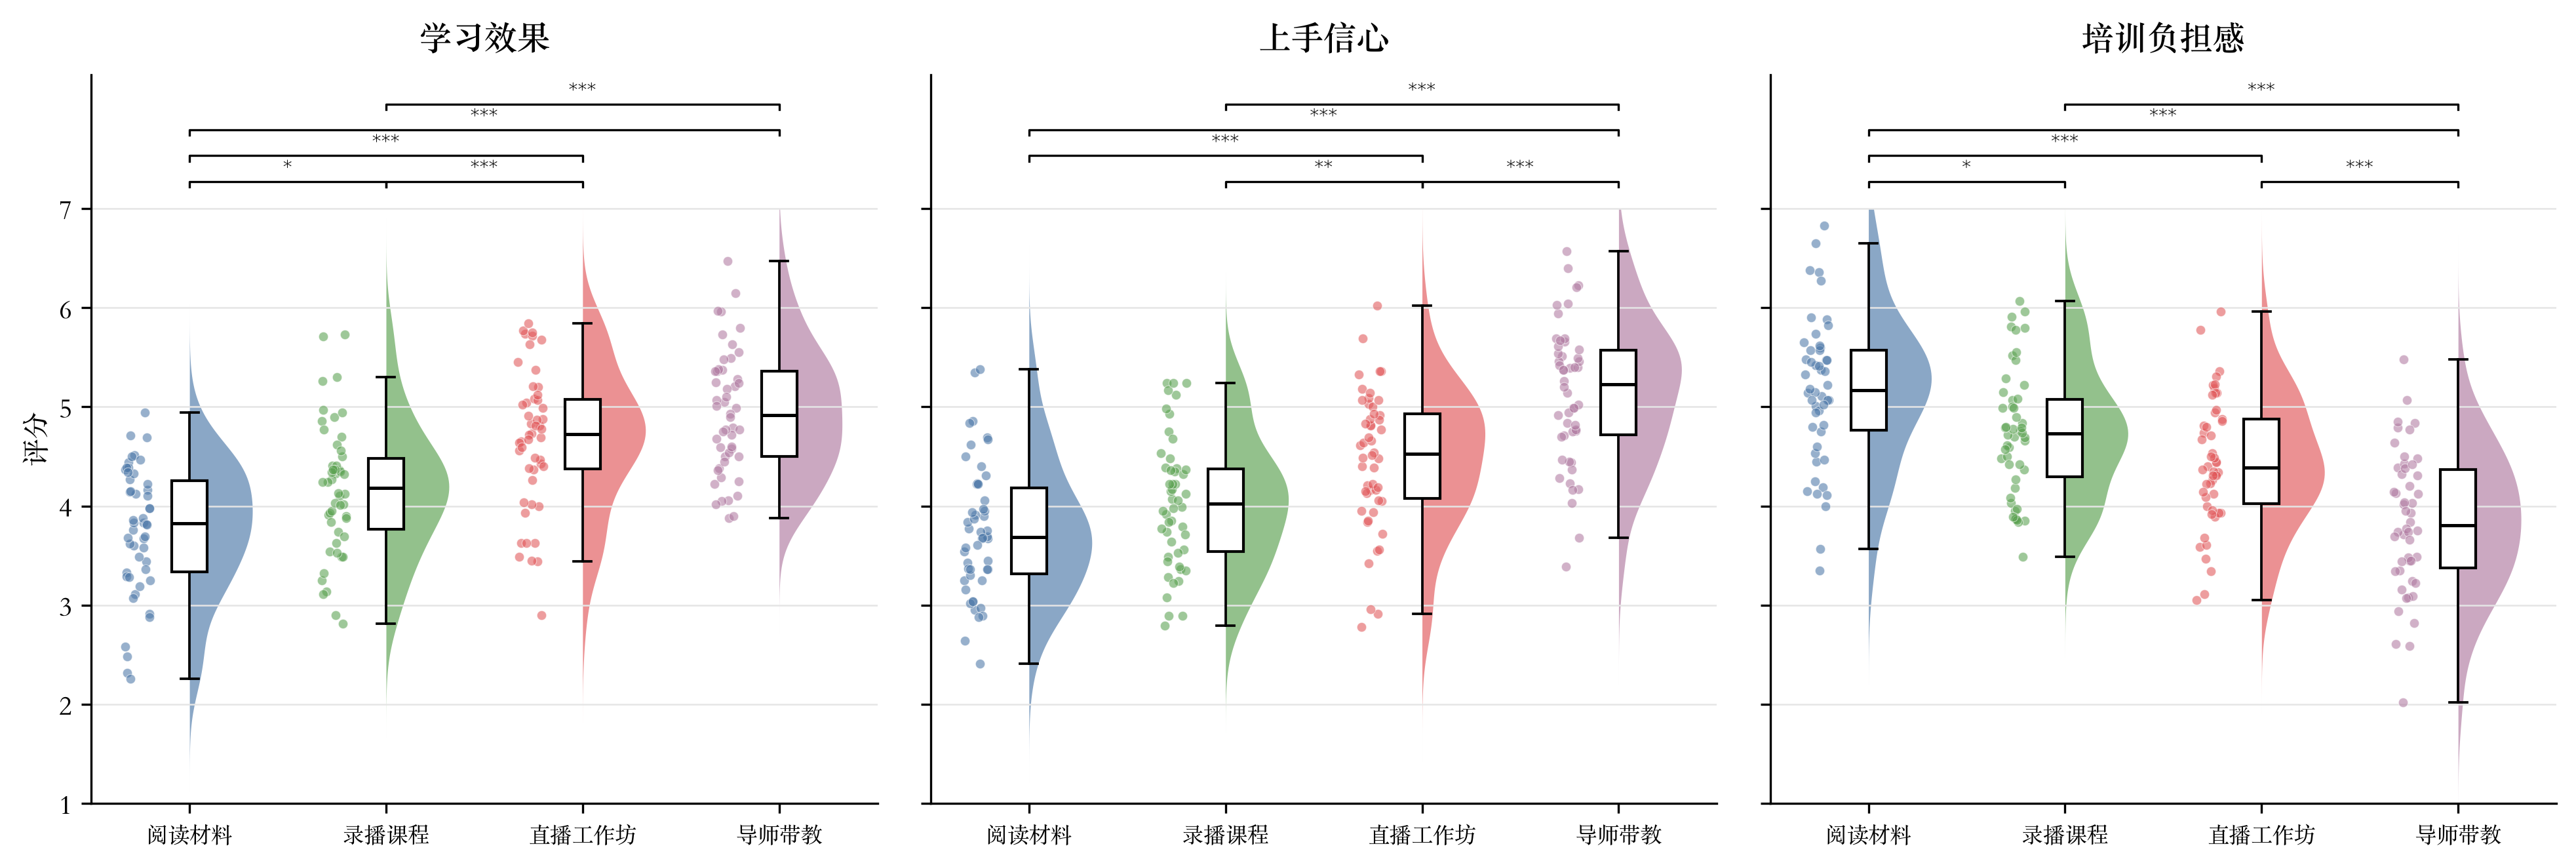 学习效果
上手信心
培训负担感
***
***
***
* ***
***
***
***
** ***
***
***
***
* ***
评分
7
6
5
4
3
2
1
阅读材料 录播课程 直播工作坊 导师带教
阅读材料 录播课程 直播工作坊 导师带教
阅读材料 录播课程 直播工作坊 导师带教